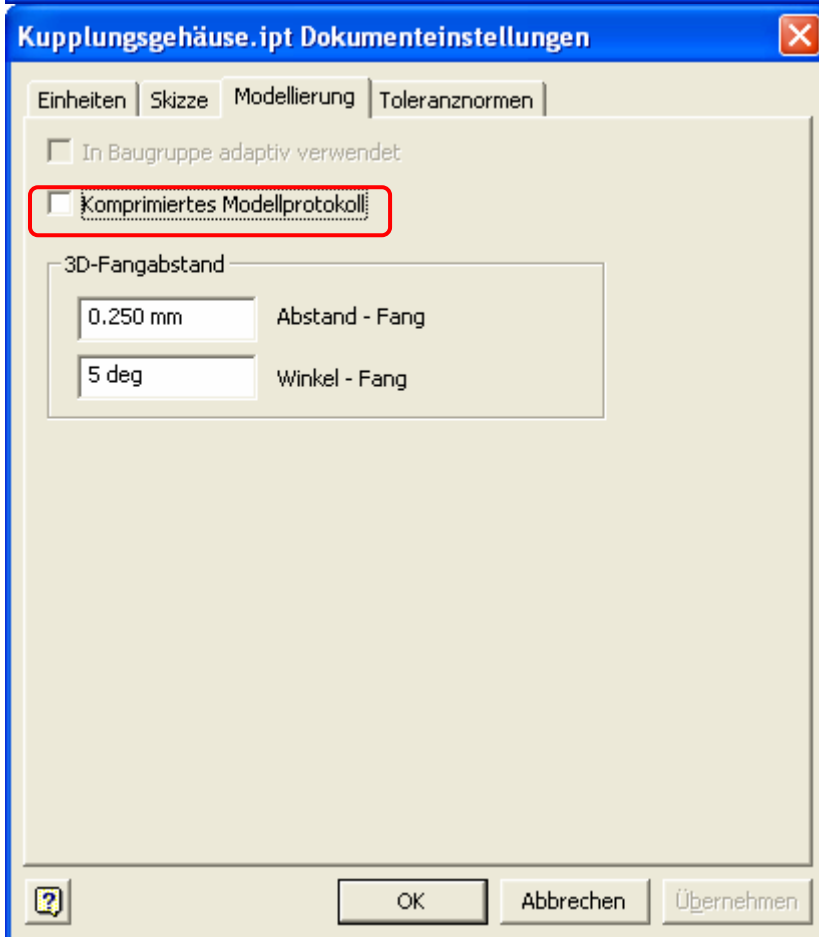 Kupplungsgehäuse.ipt Dokumenteinstellungen
Einheiten Skizze Modellierung Toleranznormen
In Baugruppe adaptiv verwendet
Komprimiertes Modellprotokoll
3D-Fangabstand
0.250 mm Abstand - Fang
5 deg Winkel - Fang
OK Abbrechen Übernehmen